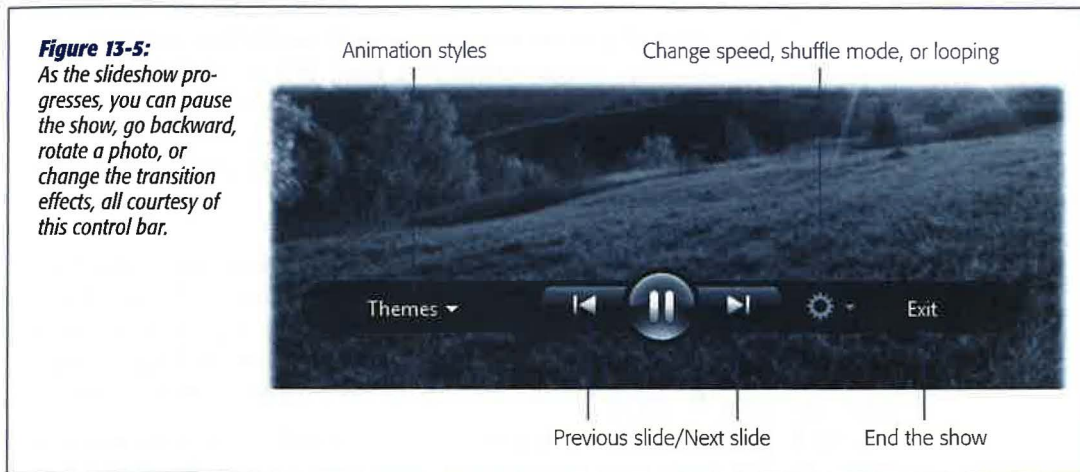 Figure 13-5:
As the slideshow pro-
gresses, you can pause
the show, go backward,
rotate a photo, or
change the transition
effects, all courtesy of
this control bar.
Animation styles
Change speed, shuffle mode, or looping
Themes
Exit
Previous slide/Next slide
End the show